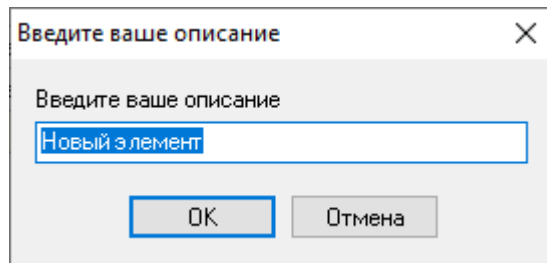 Введите ваше описание
Введите ваше описание
Новый элемент
OK
Отмена